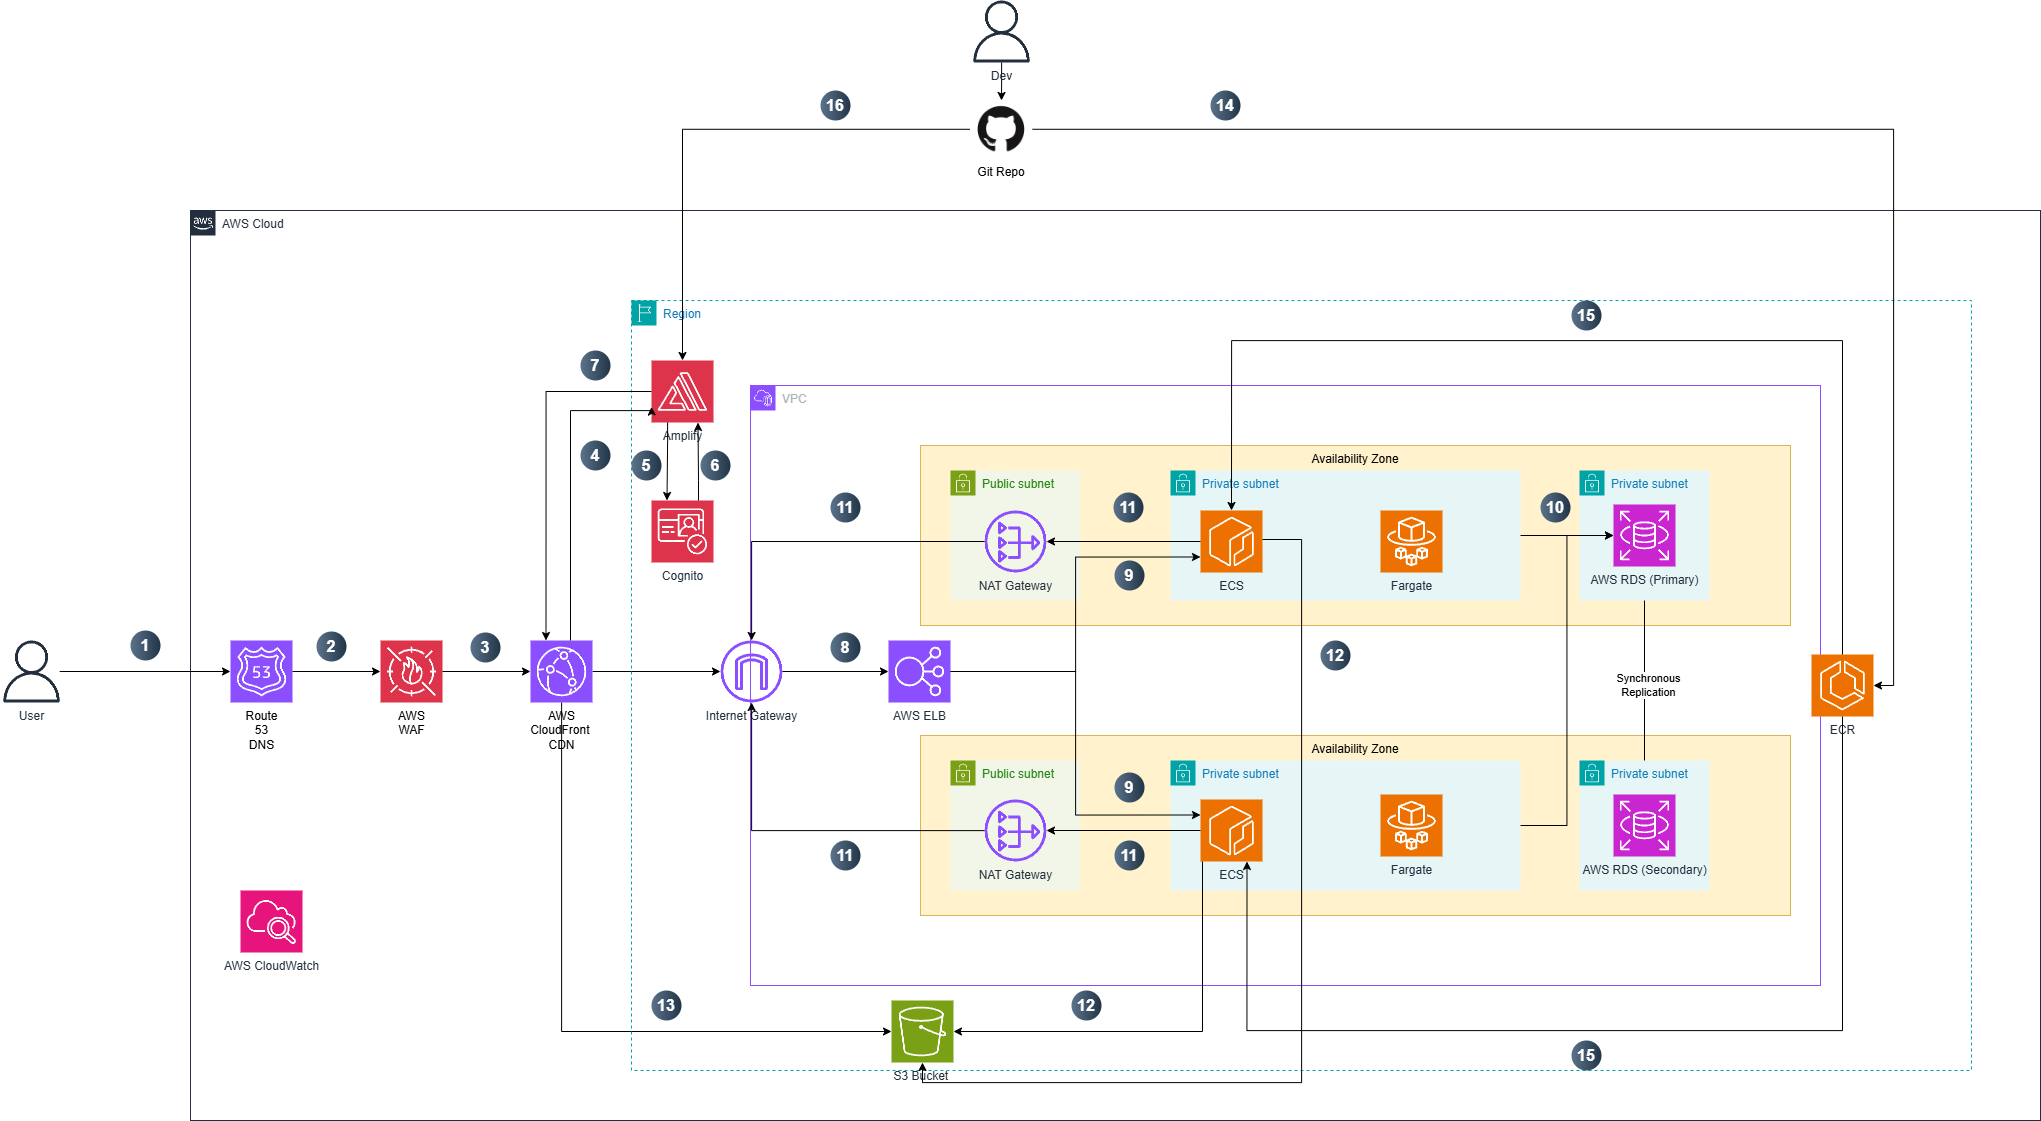 Dev
16
14
Git Repo
aws
AWS Cloud
Region
15
7
Amplify
VPC
4
5
6
Availability Zone
Public subnet
Private subnet
Private subnet
11
11
10
NAT Gateway
ECS
Fargate
AWS RDS (Primary)
9
Cognito
1
2
3
8
12
53
User
Route
53
DNS
AWS
WAF
AWS
CloudFront
CDN
Internet Gateway
AWS ELB
Synchronous
Replication
ECR
Availability Zone
Public subnet
Private subnet
Private subnet
9
11
11
NAT Gateway
ECS
Fargate
AWS RDS (Secondary)
AWS CloudWatch
13
12
15
S3 Bucket